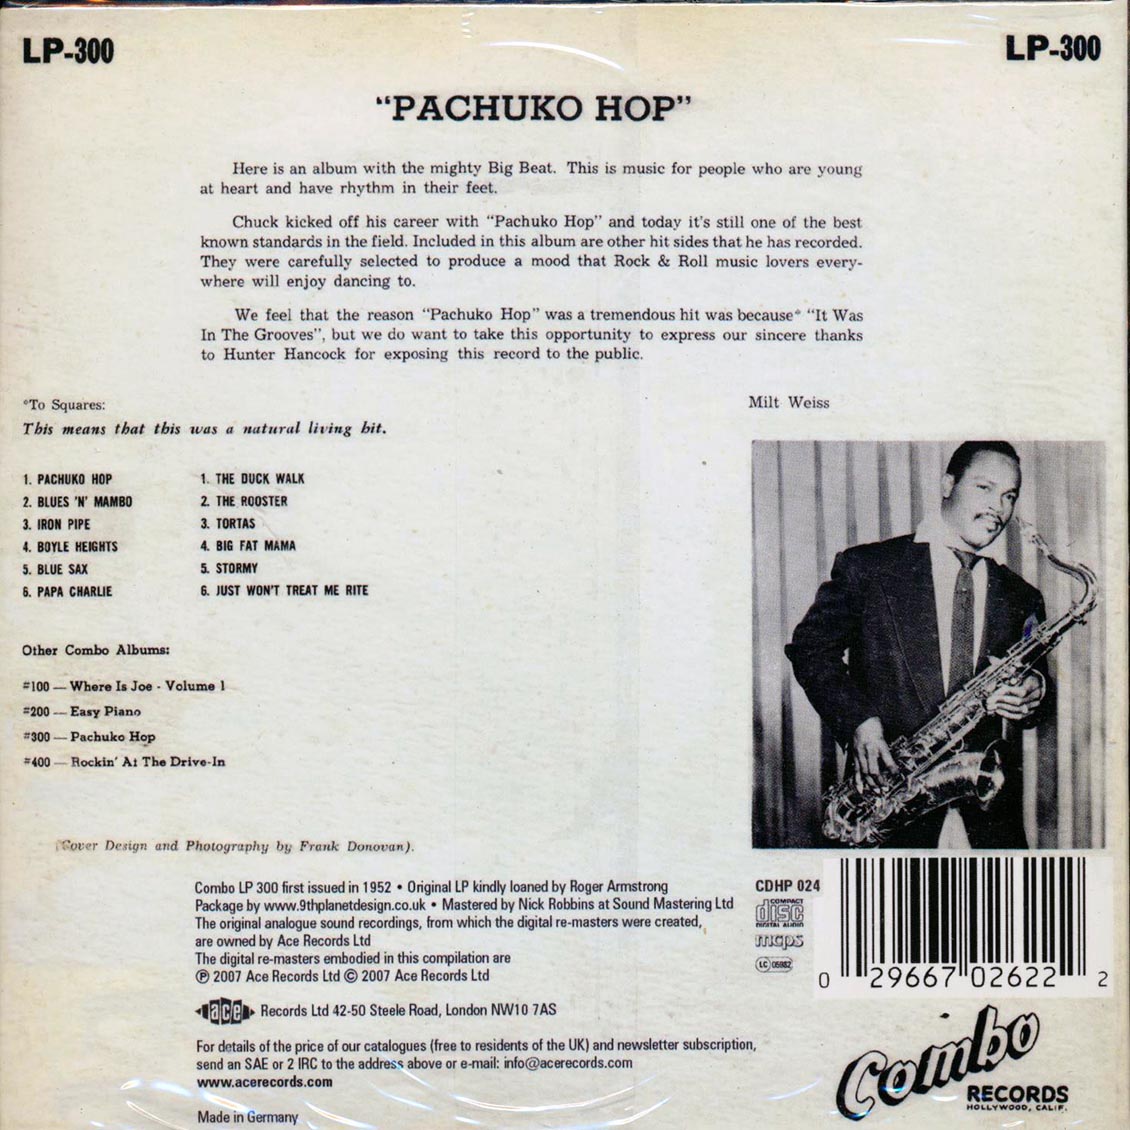 LP-300
LP-300
“PACHUKO HOP”
Here is an album with the mighty Big Beat. This is music for people who are young
at heart and have rhythm in their feet.
Chuck kicked off his career with “Pachuko Hop” and today it’s still one of the best
known standards in the field. Included in this album are other hit sides that he has recorded.
They were carefully selected to produce a mood that Rock & Roll music lovers every-
where will enjoy dancing to.
We feel that the reason “Pachuko Hop” was a tremendous hit was because* “It Was
In The Grooves”, but we do want to take this opportunity to express our sincere thanks
to Hunter Hancock for exposing this record to the public.
*To Squares:
This means that this was a natural living hit.
Milt Weiss
1. PACHUKO HOP
2. BLUES 'N' MAMBO
3. IRON PIPE
4. BOYLE HEIGHTS
5. BLUE SAX
6. PAPA CHARLIE
1. THE DUCK WALK
2. THE ROOSTER
3. TORTAS
4. BIG FAT MAMA
5. STORMY
6. JUST WON'T TREAT ME RITE
Other Combo Albums:
#100 — Where Is Joe - Volume 1
#200 — Easy Piano
#300 — Pachuko Hop
#400 — Rockin' At The Drive-In
(Cover Design and Photography by Frank Donovan).
Combo LP 300 first issued in 1952 • Original LP kindly loaned by Roger Armstrong
Package by www.9thplanetdesign.co.uk • Mastered by Nick Robbins at Sound Mastering Ltd
The original analogue sound recordings, from which the digital re-masters were created,
are owned by Ace Records Ltd
The digital re-masters embodied in this compilation are
℗ 2007 Ace Records Ltd © 2007 Ace Records Ltd
ace Records Ltd 42-50 Steele Road, London NW10 7AS
For details of the price of our catalogues (free to residents of the UK) and newsletter subscription,
send an SAE or 2 IRC to the address above or e-mail: info@acerecords.com
www.acerecords.com
Made in Germany
CDHP 024
COMPACT
disc
DIGITAL AUDIO
mcps
LC 05982
0 29667 02622 2
Combo
RECORDS
HOLLYWOOD, CALIF.